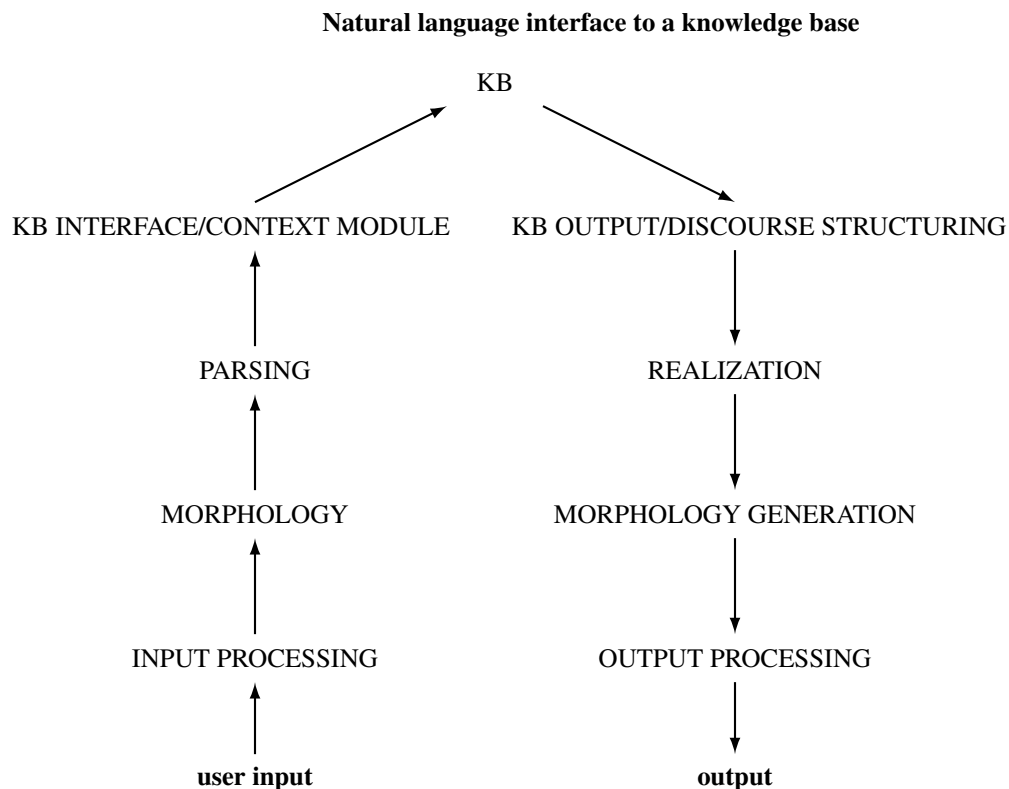 Natural language interface to a knowledge base
KB
KB INTERFACE/CONTEXT MODULE
KB OUTPUT/DISCOURSE STRUCTURING
PARSING
REALIZATION
MORPHOLOGY
MORPHOLOGY GENERATION
INPUT PROCESSING
OUTPUT PROCESSING
user input
output